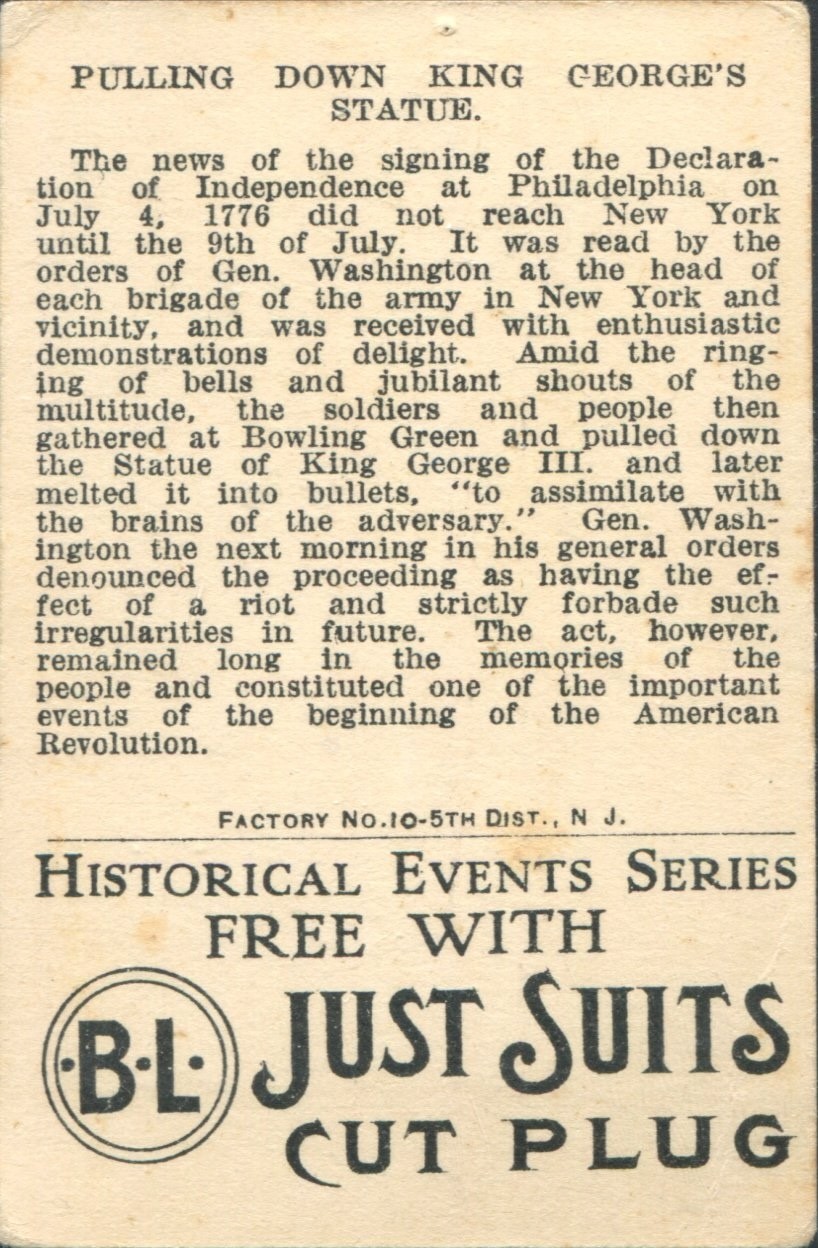 PULLING DOWN KING GEORGE'S
STATUE.
The news of the signing of the Declara-
tion of Independence at Philadelphia on
July 4, 1776 did not reach New York
until the 9th of July. It was read by the
orders of Gen. Washington at the head of
each brigade of the army in New York and
vicinity, and was received with enthusiastic
demonstrations of delight. Amid the ring-
ing of bells and jubilant shouts of the
multitude, the soldiers and people then
gathered at Bowling Green and pulled down
the Statue of King George III. and later
melted it into bullets, "to assimilate with
the brains of the adversary." Gen. Wash-
ington the next morning in his general orders
denounced the proceeding as having the ef-
fect of a riot and strictly forbade such
irregularities in future. The act, however,
remained long in the memories of the
people and constituted one of the important
events of the beginning of the American
Revolution.
FACTORY NO.10-5TH DIST., N J.
HISTORICAL EVENTS SERIES
FREE WITH
·B·L· JUST SUITS
CUT PLUG